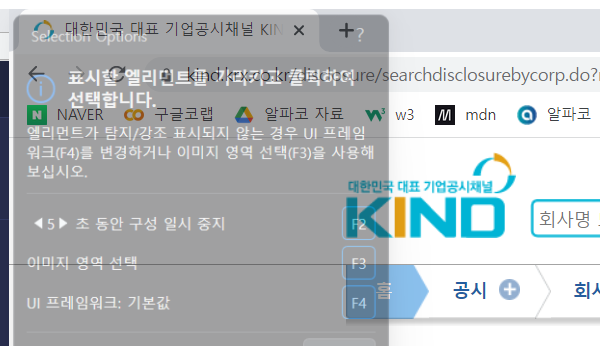 대한민국 대표 기업공시채널 KIN
Selection Options
?
표시할 엘리먼트를 가리키고 클릭하여
선택합니다.
kind.krx.co.kr/disclosure/searchdisclosurebycorp.do?
NAVER
구글코랩
알파코 자료
w3
mdn
알파코
엘리먼트가 탐지/강조 표시되지 않는 경우 UI 프레임
워크(F4)를 변경하거나 이미지 영역 선택(F3)을 사용해
보십시오.
대한민국 대표 기업공시채널
KIND
회사명
5 초 동안 구성 일시 중지
F2
이미지 영역 선택
F3
홈
공시
회사
UI 프레임워크: 기본값
F4